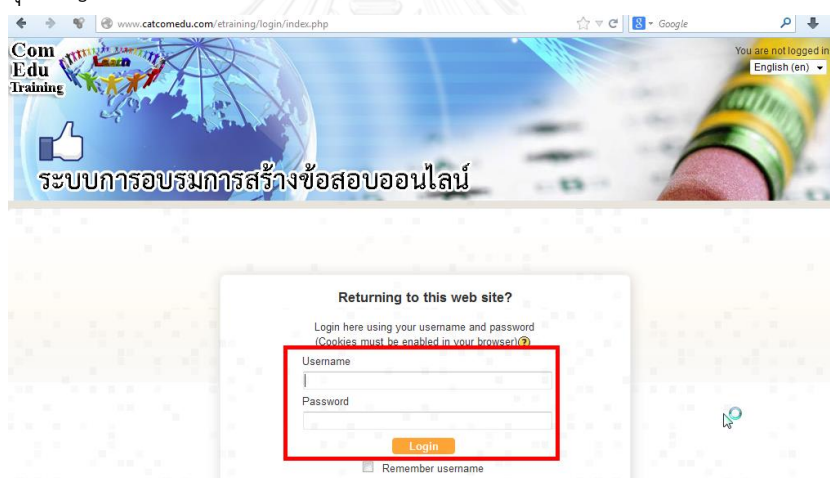 www.catcomedu.com/etraining/login/index.php
Google
Com
Edu
Training
Learn
You are not logged in
English (en)
ระบบการอบรมการสร้างข้อสอบออนไลน์
Returning to this web site?
Login here using your username and password
(Cookies must be enabled in your browser)
Username
Password
Login
Remember username